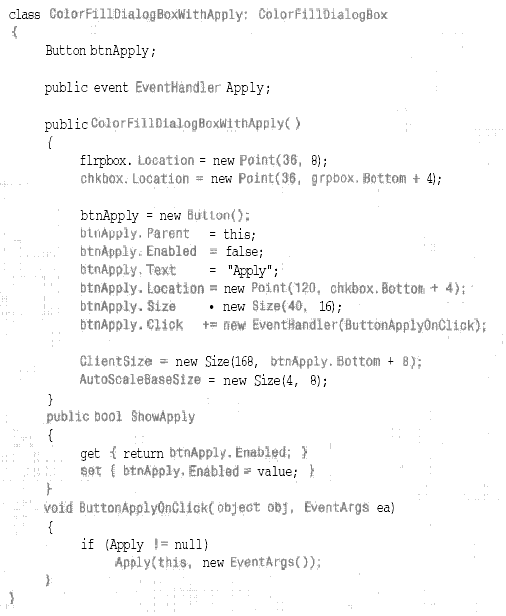 class ColorFillDialogBoxWithApply: ColorFillDialogBox
{
Button btnApply;
public event EventHandler Apply;
public ColorFillDialogBoxWithApply( )
{
flrpbox. Location = new Point(36, 8);
chkbox. Location = new Point(36, grpbox. Bottom + 4);
btnApply = new Button();
btnApply. Parent = this;
btnApply. Enabled = false;
btnApply. Text = "Apply";
btnApply. Location = new Point(120, chkbox. Bottom + 4);
btnApply. Size • new Size(40, 16);
btnApply. Click += new EventHandler(ButtonApplyOnClick);
ClientSize = new Size(168, btnApply. Bottom + 8);
AutoScaleBaseSize = new Size(4, 8);
}
public bool ShowApply
{
get { return btnApply. Enabled; }
set { btnApply. Enabled = value; }
}
void ButtonApplyOnClick( object obj, EventArgs ea)
{
if (Apply != null)
Apply(this, new EventArgs());
}
}